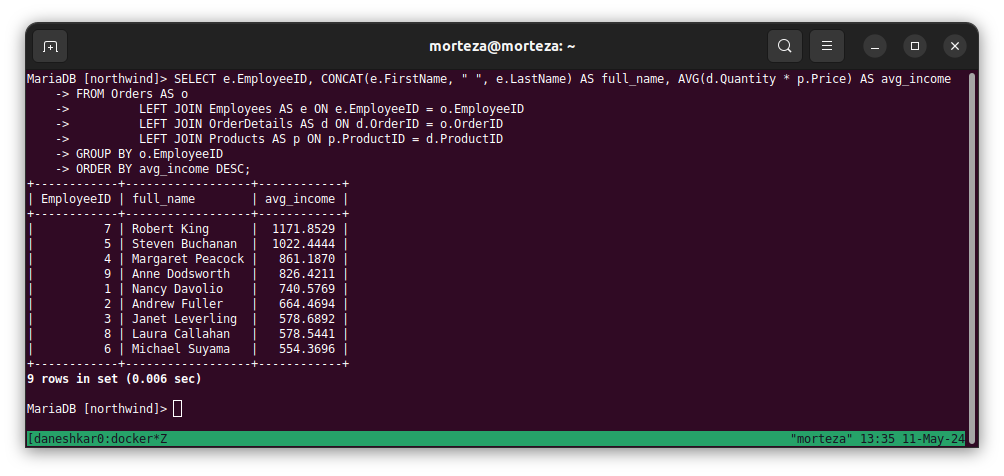 morteza@morteza: ~
MariaDB [northwind]> SELECT e.EmployeeID, CONCAT(e.FirstName, " ", e.LastName) AS full_name, AVG(d.Quantity * p.Price) AS avg_income
    -> FROM Orders AS o
    ->          LEFT JOIN Employees AS e ON e.EmployeeID = o.EmployeeID
    ->          LEFT JOIN OrderDetails AS d ON d.OrderID = o.OrderID
    ->          LEFT JOIN Products AS p ON p.ProductID = d.ProductID
    -> GROUP BY o.EmployeeID
    -> ORDER BY avg_income DESC;
+------------+------------------+------------+
| EmployeeID | full_name        | avg_income |
+------------+------------------+------------+
|          7 | Robert King      |  1171.8529 |
|          5 | Steven Buchanan  |  1022.4444 |
|          4 | Margaret Peacock |   861.1870 |
|          9 | Anne Dodsworth   |   826.4211 |
|          1 | Nancy Davolio    |   740.5769 |
|          2 | Andrew Fuller    |   664.4694 |
|          3 | Janet Leverling  |   578.6892 |
|          8 | Laura Callahan   |   578.5441 |
|          6 | Michael Suyama   |   554.3696 |
+------------+------------------+------------+
9 rows in set (0.006 sec)
MariaDB [northwind]>
[daneshkar0:docker*Z "morteza" 13:35 11-May-24